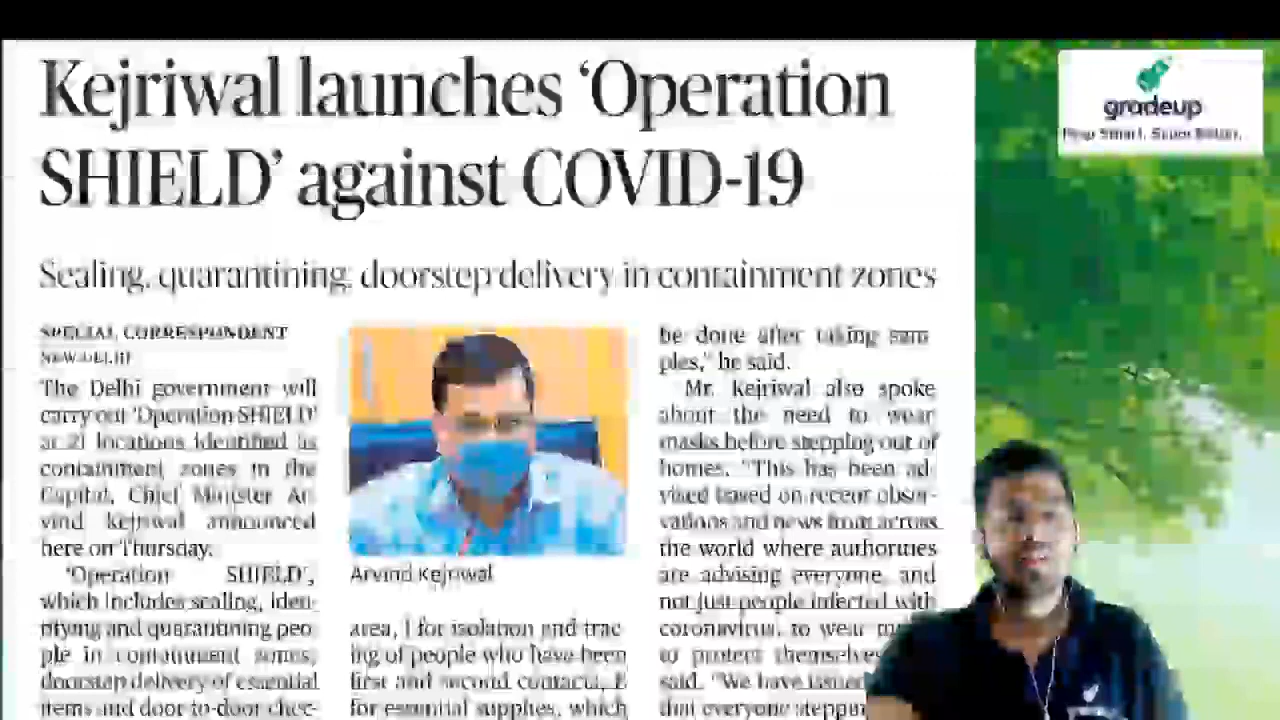 Kejriwal launches ‘Operation
SHIELD’ against COVID-19
Sealing, quarantining, doorstep delivery in containment zones
SPECIAL CORRESPONDENT
NEW DELHI
The Delhi government will
carry out ‘Operation SHIELD’
at 21 locations identified as
containment zones in the
Capital, Chief Minister Ar-
vind Kejriwal announced
here on Thursday.
‘Operation SHIELD’,
which includes sealing, iden-
tifying and quarantining peo-
ple in containment zones,
doorstep delivery of essential
items and door-to-door chec-
Arvind Kejriwal
area, I for isolation and trac-
ing of people who have been
first and second contacts, E
for essential supplies, which
be done after taking sam-
ples,” he said.
Mr. Kejriwal also spoke
about the need to wear
masks before stepping out of
homes. “This has been ad-
vised based on recent obser-
vations and news from across
the world where authorities
are advising everyone, and
not just people infected with
coronavirus, to wear
to protect themselves
said. “We have issued
that everyone
gradeup